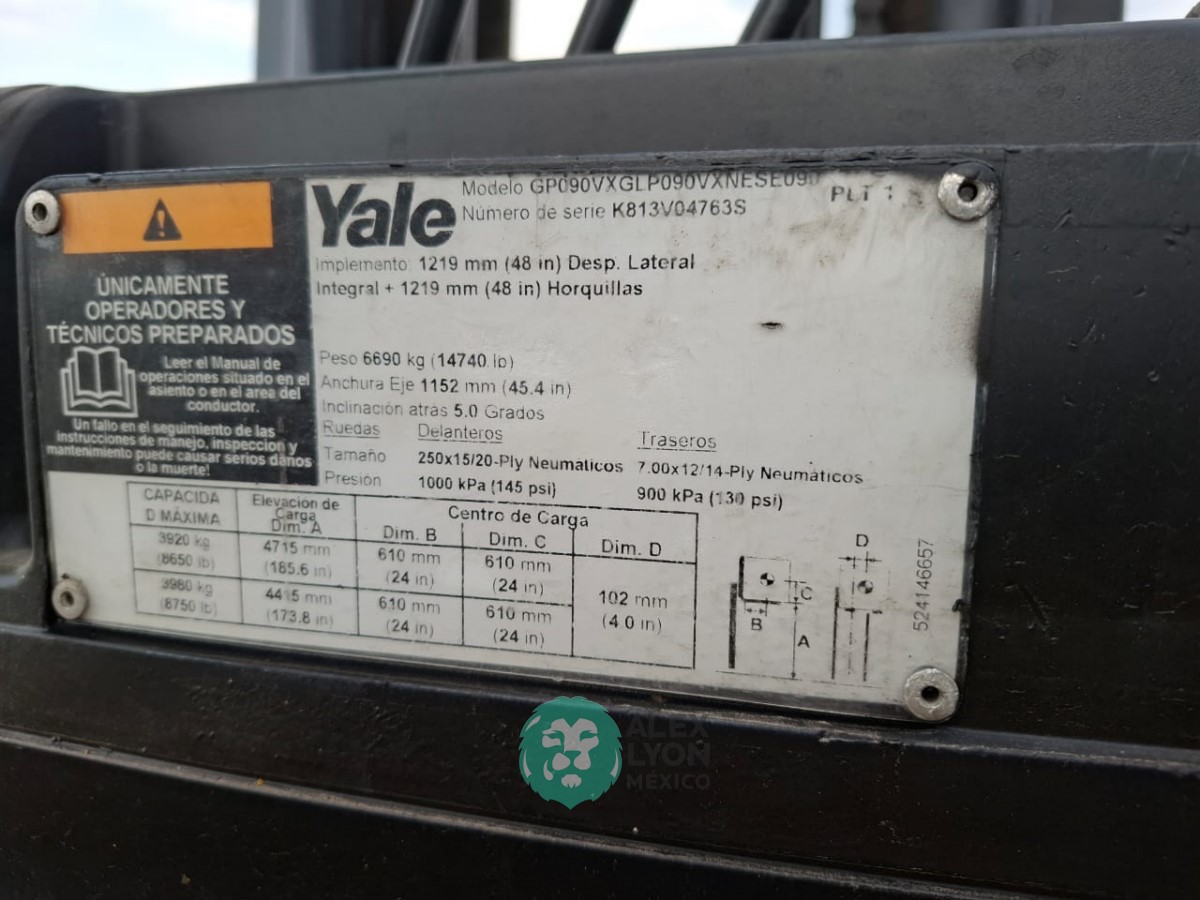 ÚNICAMENTE
OPERADORES Y
TÉCNICOS PREPARADOS
Leer el Manual de
operaciones situado en el
asiento o en el area del
conductor.
Un fallo en el seguimiento de las
instrucciones de manejo, inspeccion y
mantenimiento puede causar serios daños
o la muerte!
Yale
Modelo GP090VXGLP090VXNESE090
Número de serie K813V04763S
PLT 1
Implemento 1219 mm (48 in) Desp. Lateral
Integral + 1219 mm (48 in) Horquillas
Peso 6690 kg (14740 lb)
Anchura Eje 1152 mm (45.4 in)
Inclinación atrás 5.0 Grados
Ruedas Delanteros Traseros
Tamaño 250x15/20-Ply Neumáticos 7.00x12/14-Ply Neumáticos
Presión 1000 kPa (145 psi) 900 kPa (130 psi)
CAPACIDA
D MÁXIMA
Elevación de
Carga
Dim. A
Centro de Carga
Dim. B Dim. C Dim. D
3920 kg 4715 mm 610 mm 610 mm
(8650 lb) (185.6 in) (24 in) (24 in)
3980 kg 4415 mm 610 mm 610 mm
(8750 lb) (173.8 in) (24 in) (24 in)
102 mm
(4.0 in)
D
C
B
A
524146657
ALEX
LYON
MÉXICO